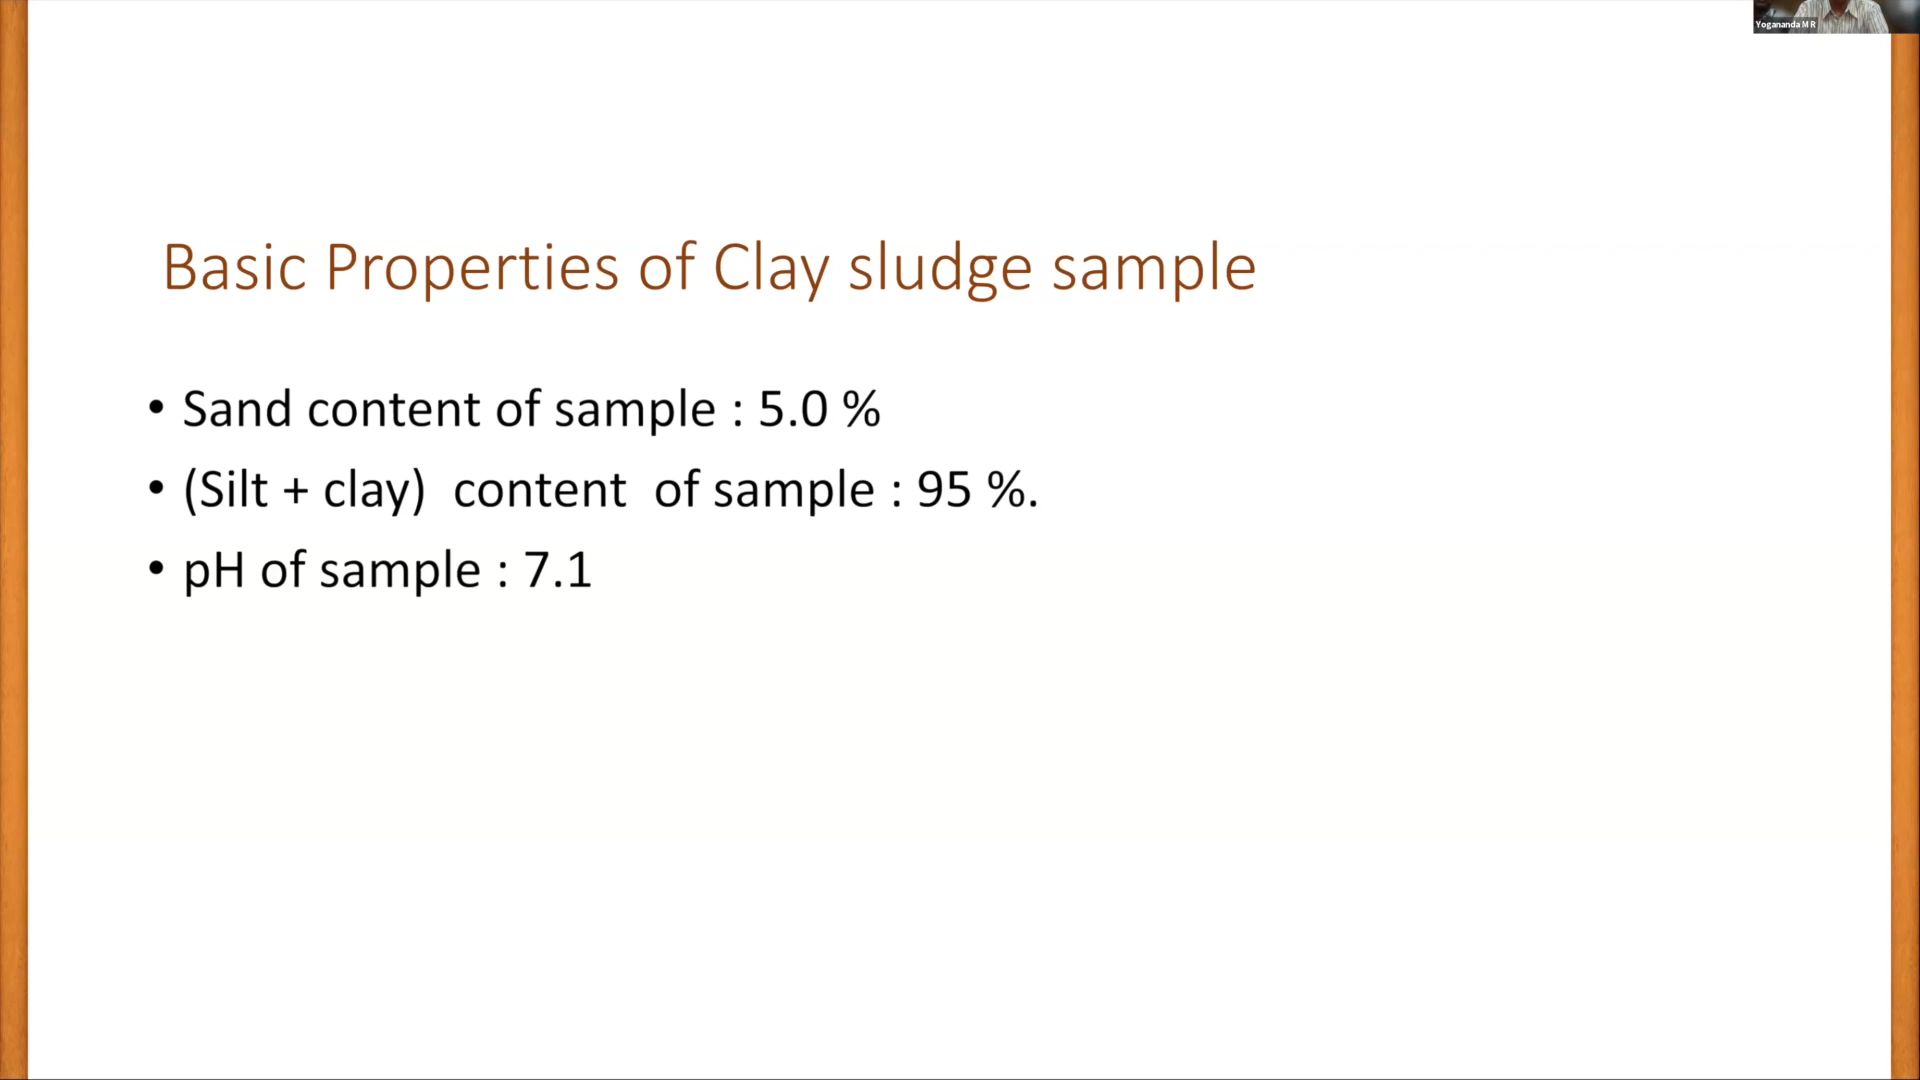 Yogananda M R
Basic Properties of Clay sludge sample
• Sand content of sample : 5.0 %
• (Silt + clay)  content  of sample : 95 %.
• pH of sample : 7.1